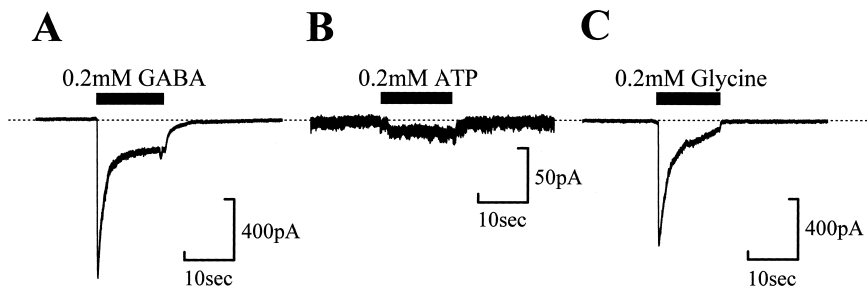 A
B
C
0.2mM GABA
0.2mM ATP
0.2mM Glycine
400pA
10sec
50pA
10sec
400pA
10sec